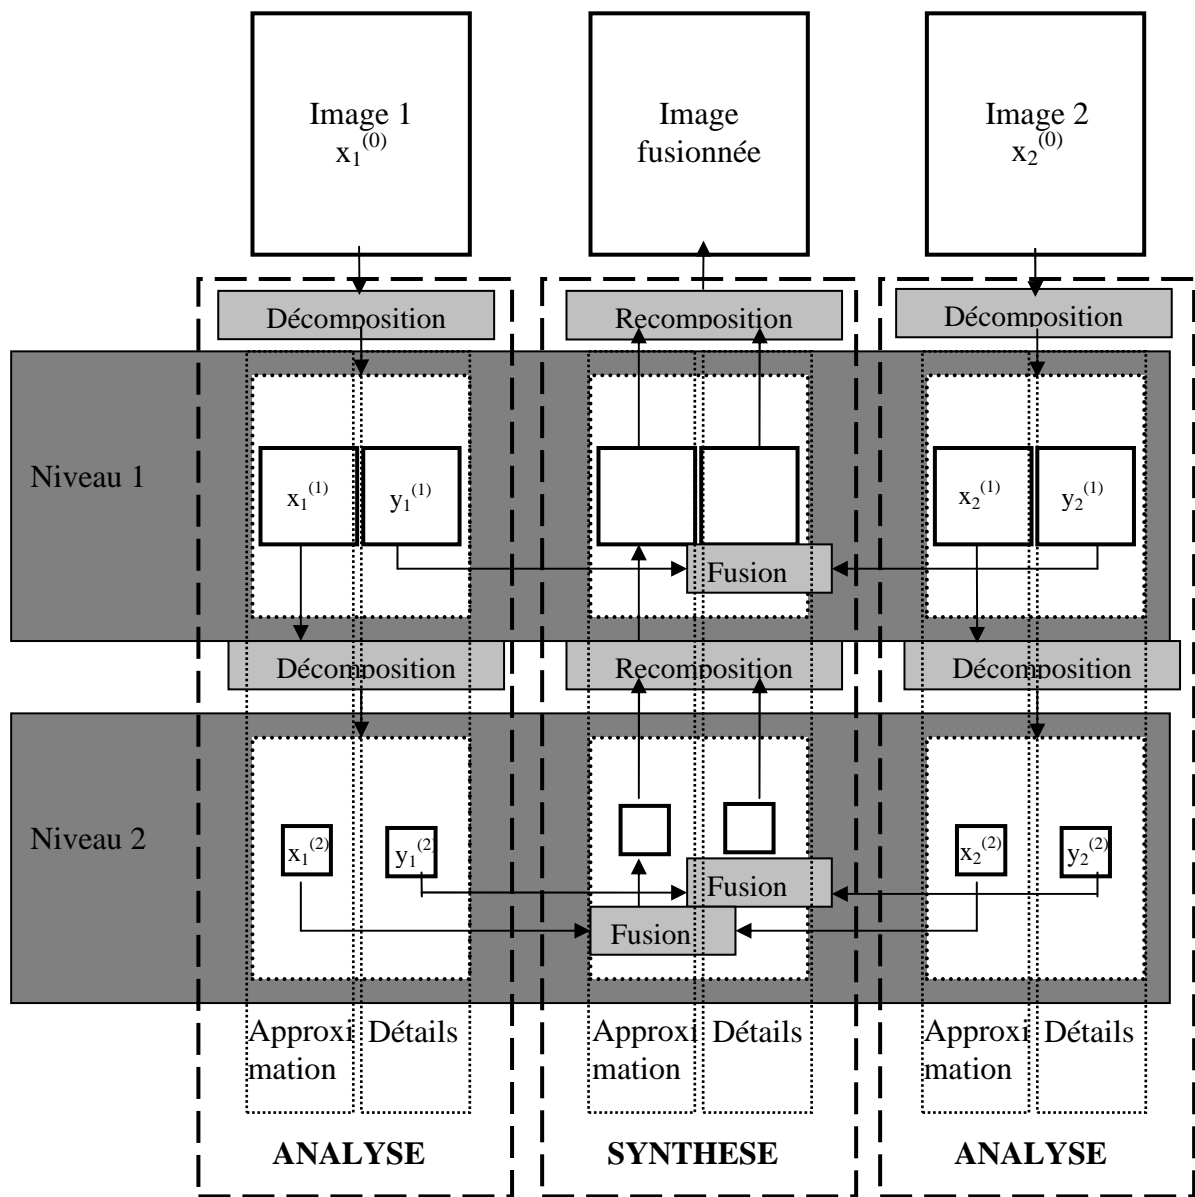 Image 1
x₁⁽⁰⁾
Image
fusionnée
Image 2
x₂⁽⁰⁾
Décomposition
Recomposition
Décomposition
Niveau 1
x₁⁽¹⁾
y₁⁽¹⁾
x₂⁽¹⁾
y₂⁽¹⁾
Fusion
Décomposition
Recomposition
Décomposition
Niveau 2
x₁⁽²⁾
y₁⁽²⁾
x₂⁽²⁾
y₂⁽²⁾
Fusion
Fusion
Approxi
mation
Détails
Approxi
mation
Détails
Approxi
mation
Détails
ANALYSE
SYNTHESE
ANALYSE